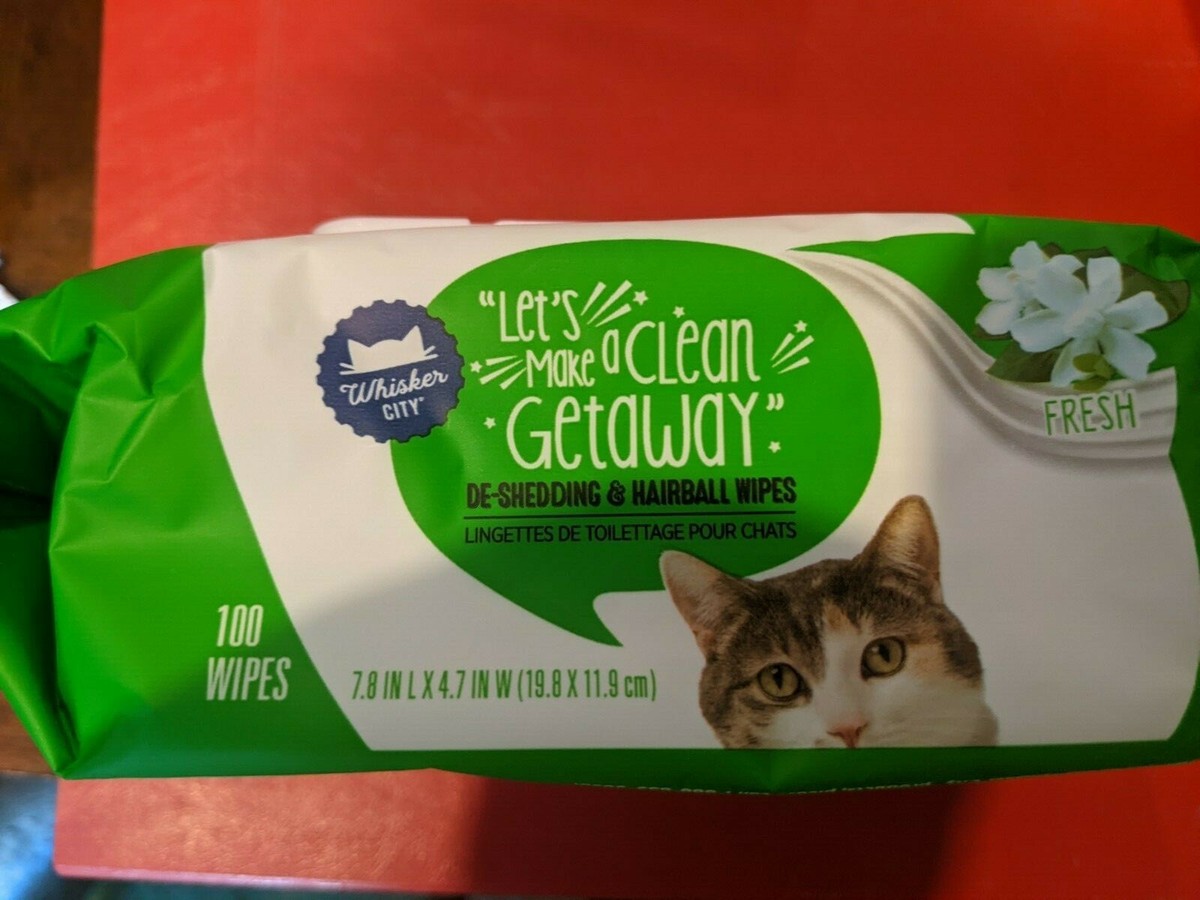 Whisker
CITY
"Let's
Make a Clean
Getaway"
DE-SHEDDING & HAIRBALL WIPES
LINGETTES DE TOILETTAGE POUR CHATS
FRESH
100
WIPES
7.8 IN L X 4.7 IN W (19.8 X 11.9 cm)